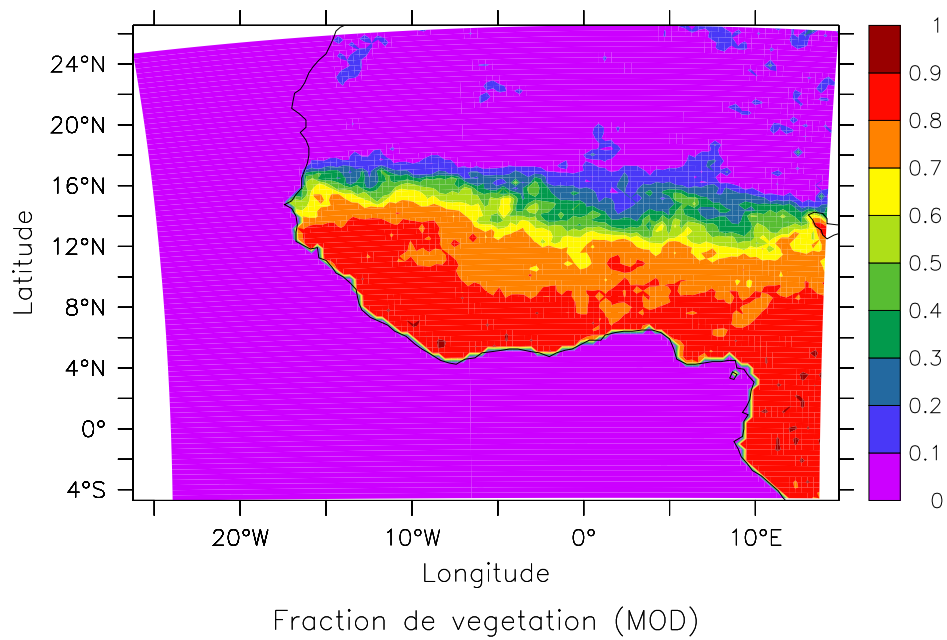 24°N
20°N
16°N
12°N
8°N
4°N
0°
4°S
Latitude
20°W
10°W
0°
10°E
Longitude
1
0.9
0.8
0.7
0.6
0.5
0.4
0.3
0.2
0.1
0
Fraction de vegetation (MOD)